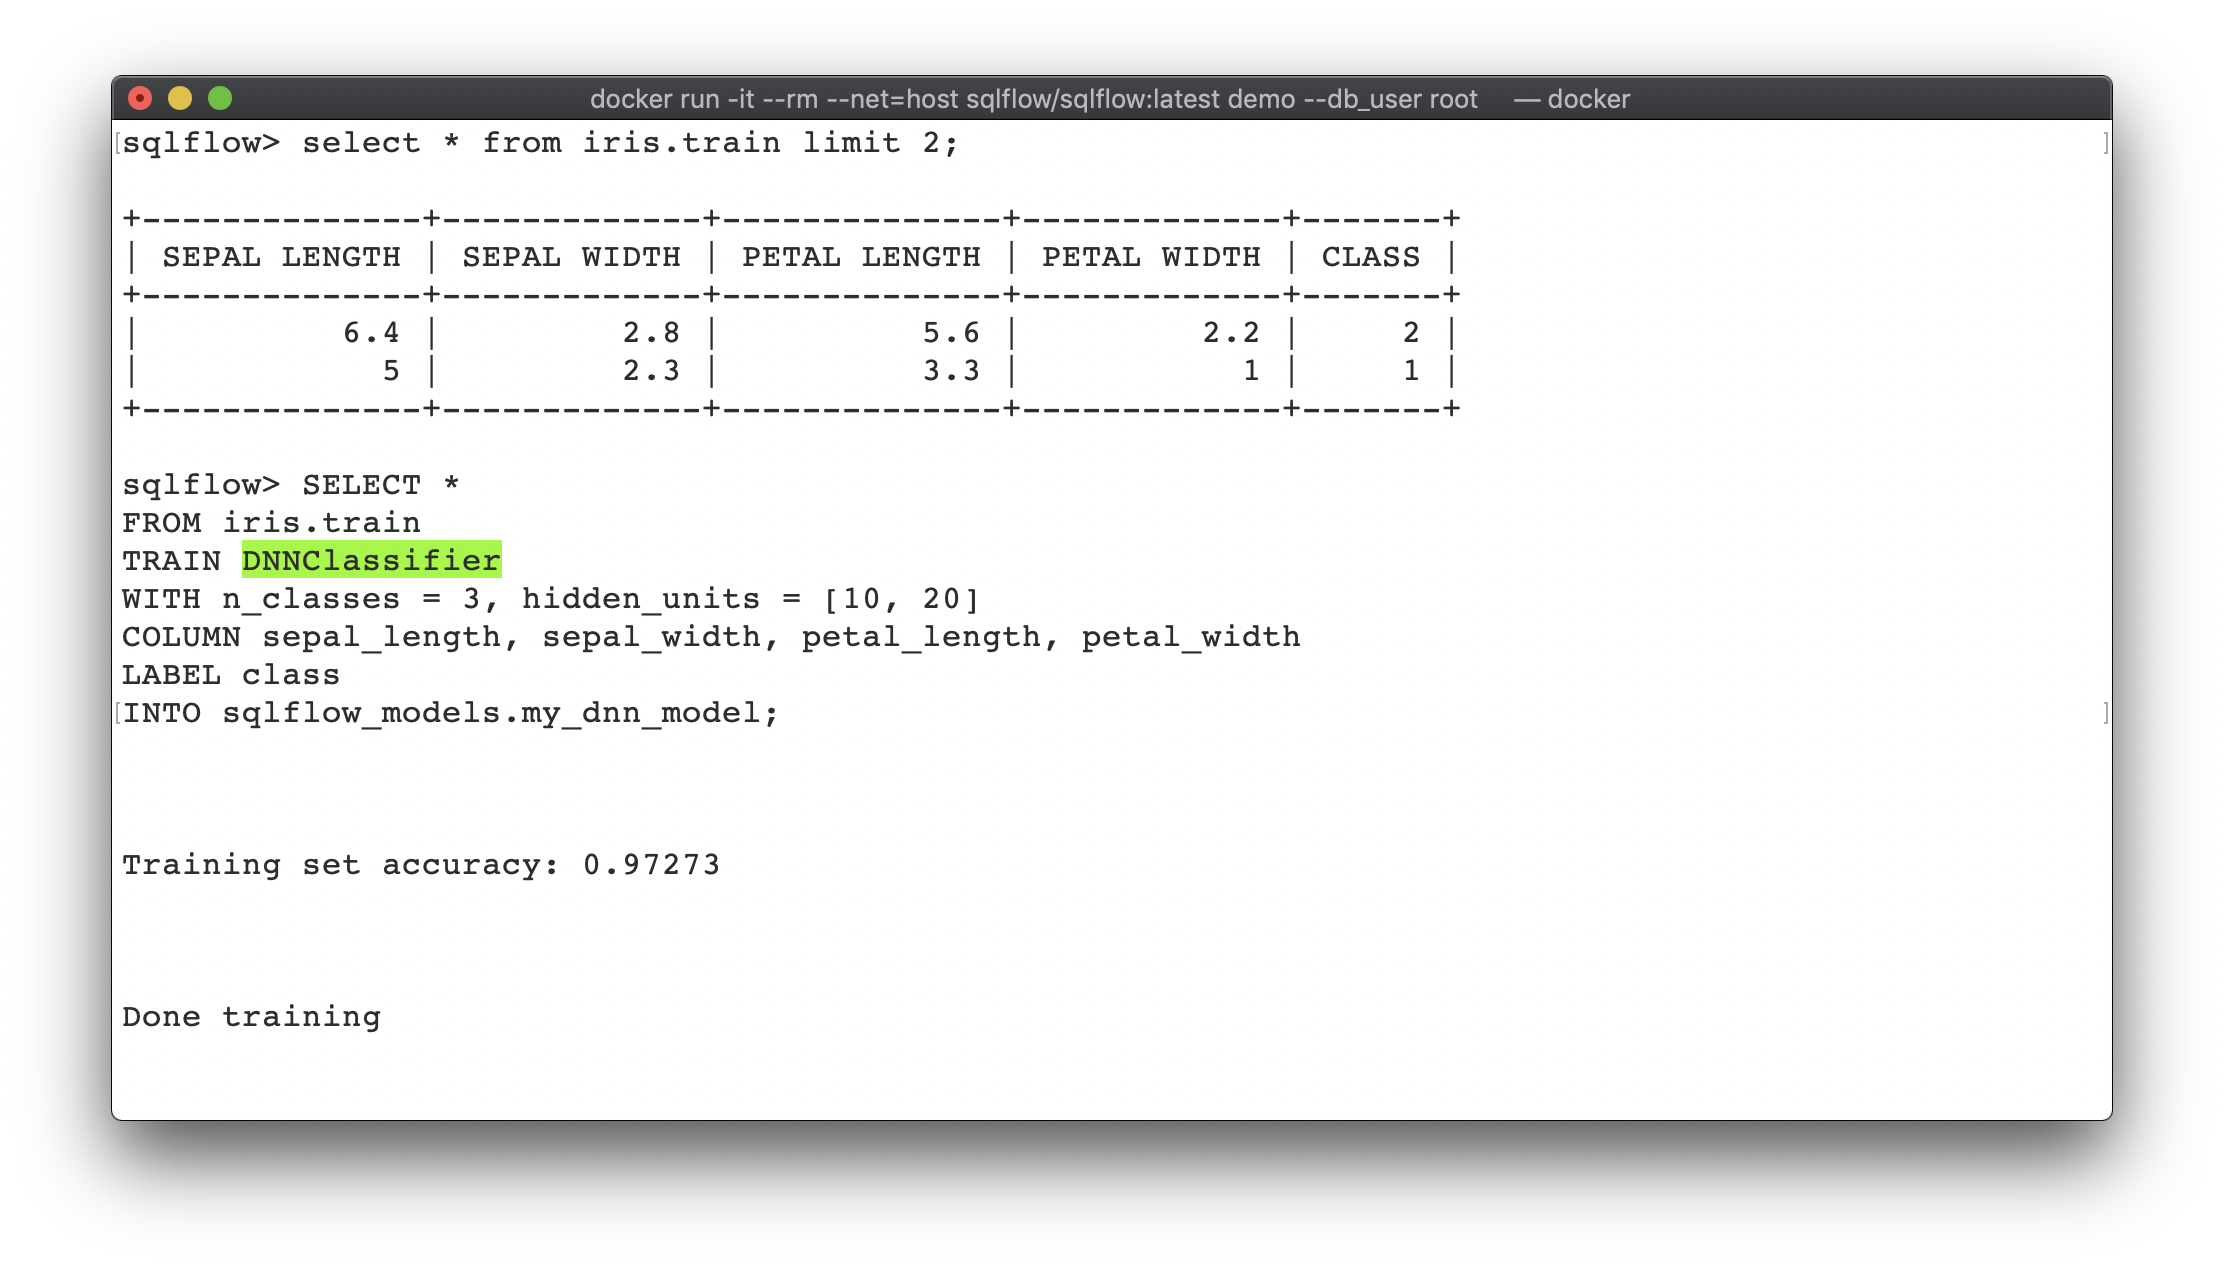 docker run -it --rm --net=host sqlflow/sqlflow:latest demo --db_user root — docker
[sqlflow> select * from iris.train limit 2; ]
+--------------+-------------+--------------+-------------+-------+
| SEPAL LENGTH | SEPAL WIDTH | PETAL LENGTH | PETAL WIDTH | CLASS |
+--------------+-------------+--------------+-------------+-------+
|          6.4 |         2.8 |          5.6 |         2.2 |     2 |
|            5 |         2.3 |          3.3 |           1 |     1 |
+--------------+-------------+--------------+-------------+-------+
sqlflow> SELECT *
FROM iris.train
TRAIN DNNClassifier
WITH n_classes = 3, hidden_units = [10, 20]
COLUMN sepal_length, sepal_width, petal_length, petal_width
LABEL class
[INTO sqlflow_models.my_dnn_model; ]
Training set accuracy: 0.97273
Done training